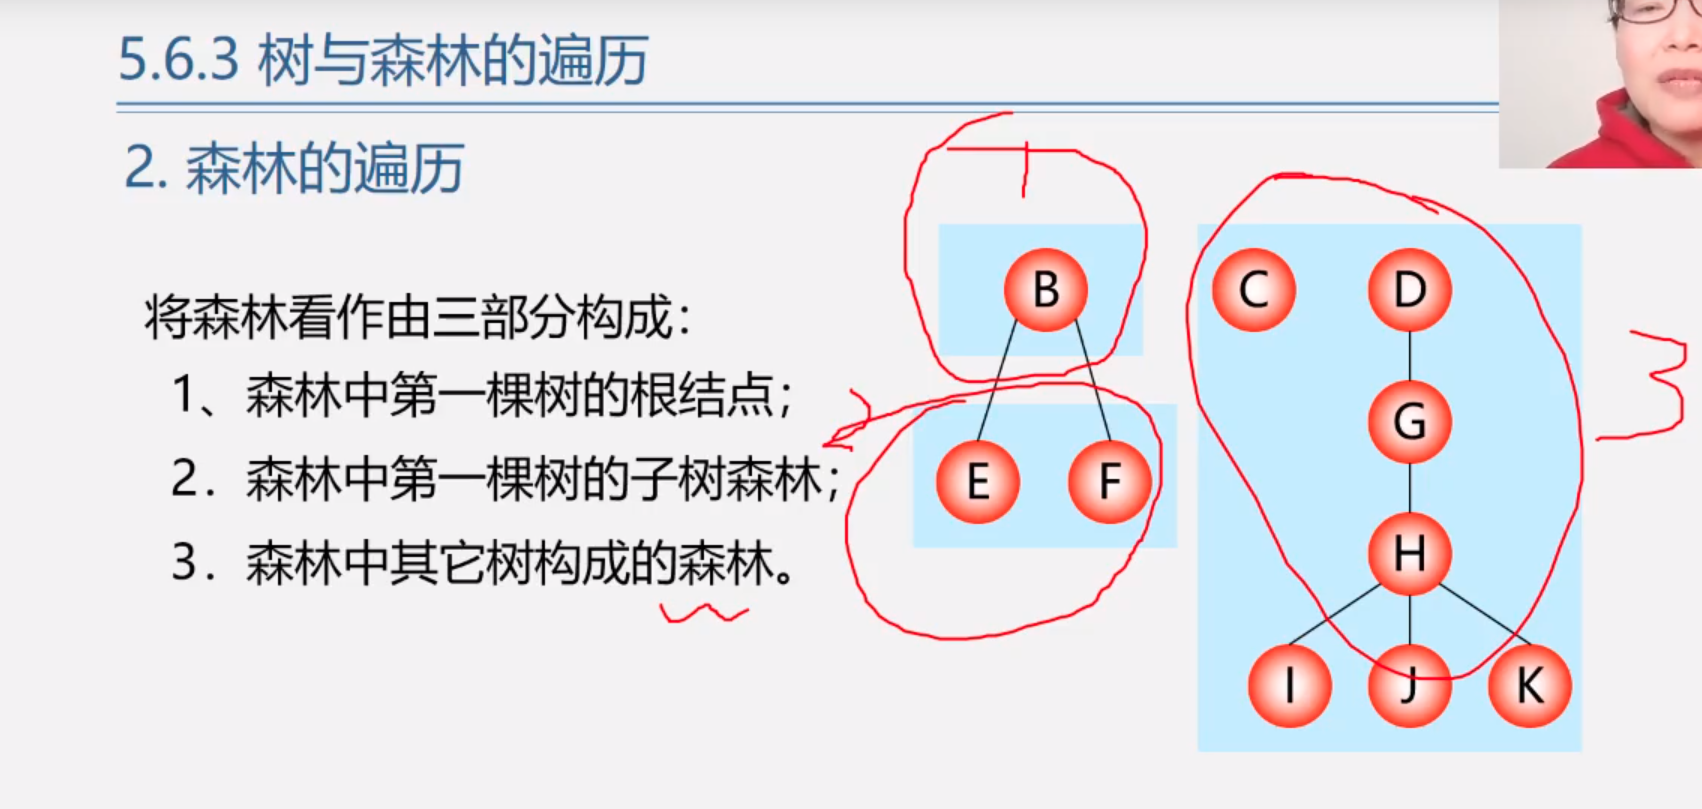 5.6.3 树与森林的遍历
2. 森林的遍历
将森林看作由三部分构成：
1、森林中第一棵树的根结点；
2．森林中第一棵树的子树森林；
3．森林中其它树构成的森林。
B
C D
G
E F
H
I J K
3